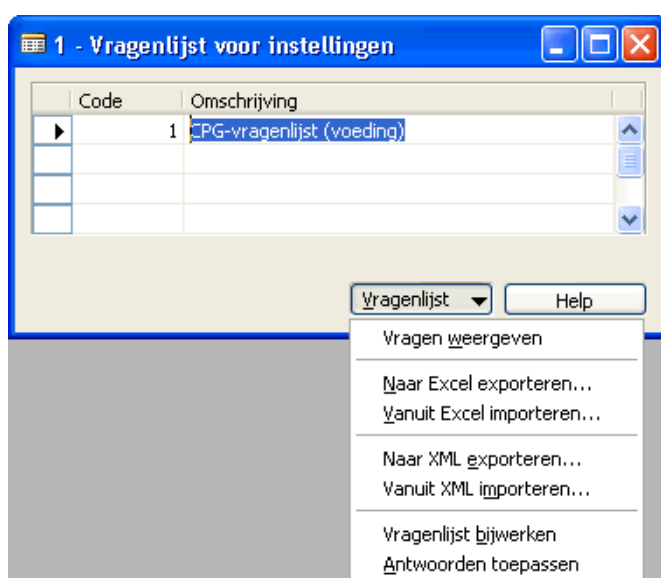 1 - Vragenlijst voor instellingen
Code Omschrijving
1 CPG-vragenlijst (voeding)
Vragenlijst Help
Vragen weergeven
Naar Excel exporteren...
Vanuit Excel importeren...
Naar XML exporteren...
Vanuit XML importeren...
Vragenlijst bijwerken
Antwoorden toepassen